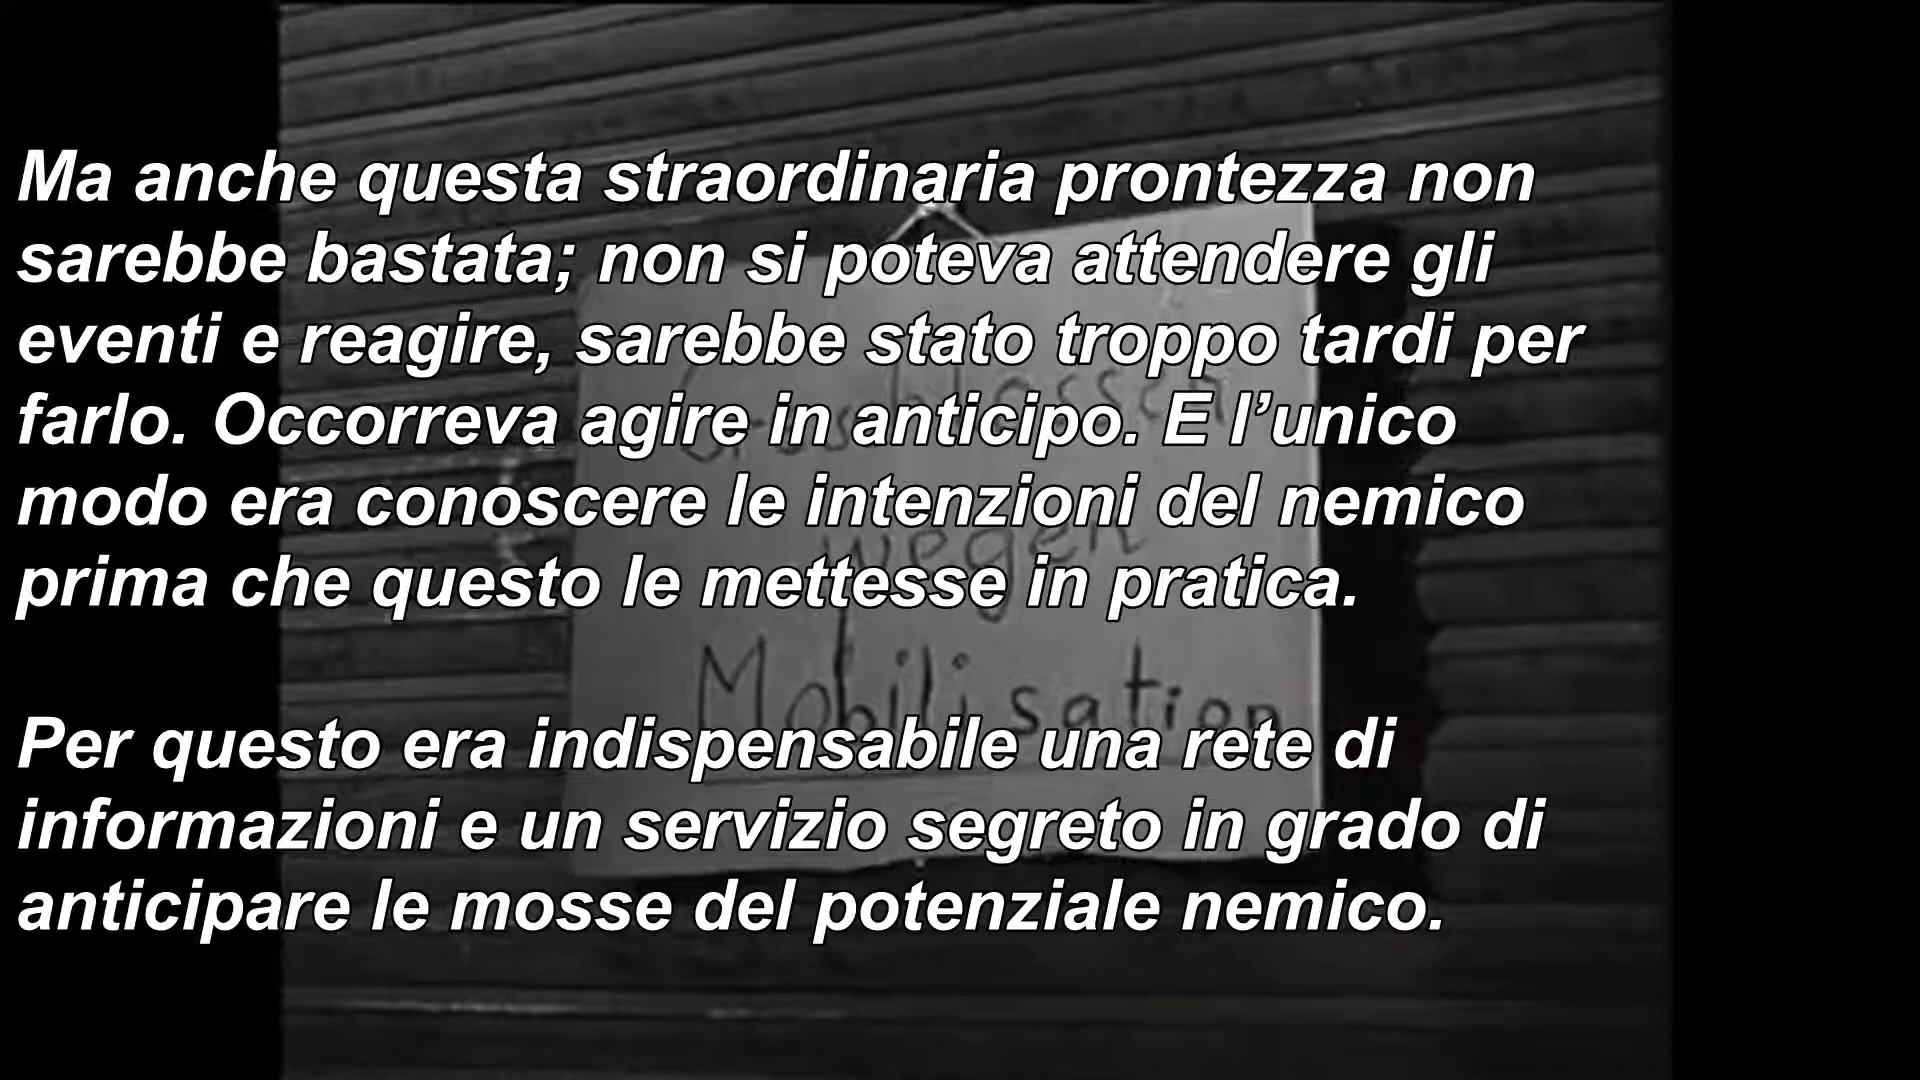 Ma anche questa straordinaria prontezza non
sarebbe bastata; non si poteva attendere gli
eventi e reagire, sarebbe stato troppo tardi per
farlo. Occorreva agire in anticipo. E l’unico
modo era conoscere le intenzioni del nemico
prima che questo le mettesse in pratica.
Per questo era indispensabile una rete di
informazioni e un servizio segreto in grado di
anticipare le mosse del potenziale nemico.
wegen
Mobilisation